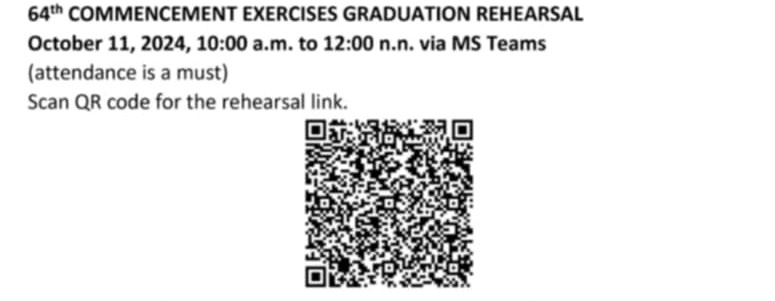 64th COMMENCEMENT EXERCISES GRADUATION REHEARSAL
October 11, 2024, 10:00 a.m. to 12:00 n.n. via MS Teams
(attendance is a must)
Scan QR code for the rehearsal link.